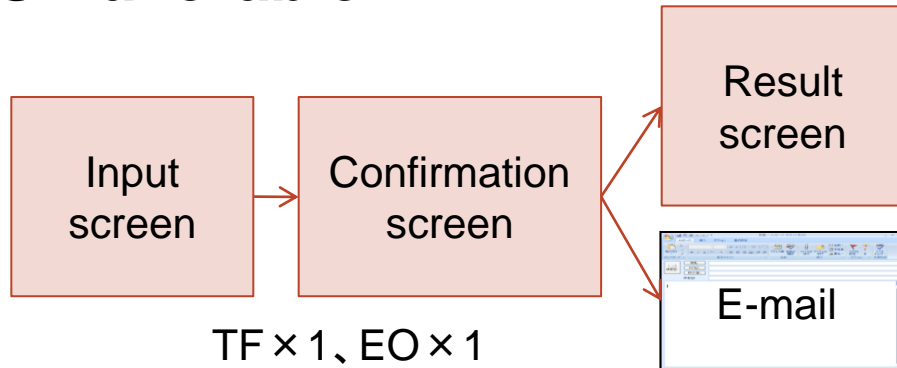 Input
screen
Confirmation
screen
Result
screen
E-mail
TF×1、EO×1